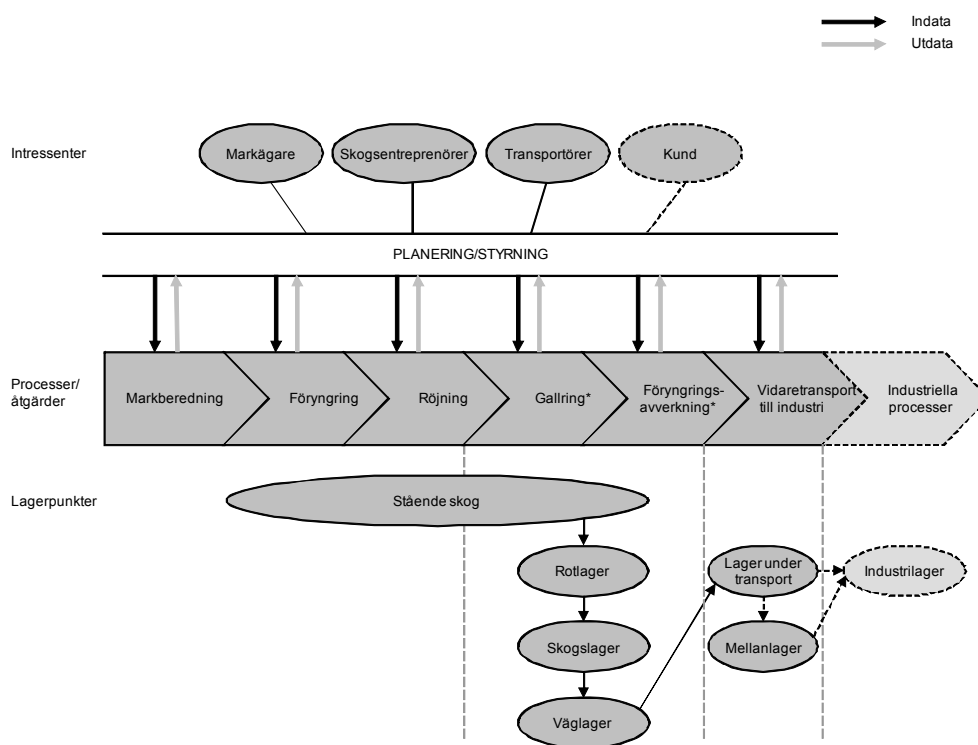 Indata
Utdata
Intressenter
Markägare
Skogsentreprenörer
Transportörer
Kund
PLANERING/STYRNING
Processer/
åtgärder
Markberedning
Föryngring
Röjning
Gallring*
Föryngrings-
avverkning*
Vidaretransport
till industri
Industriella
processer
Lagerpunkter
Stående skog
Rotlager
Lager under
transport
Industrilager
Skogslager
Mellanlager
Väglager